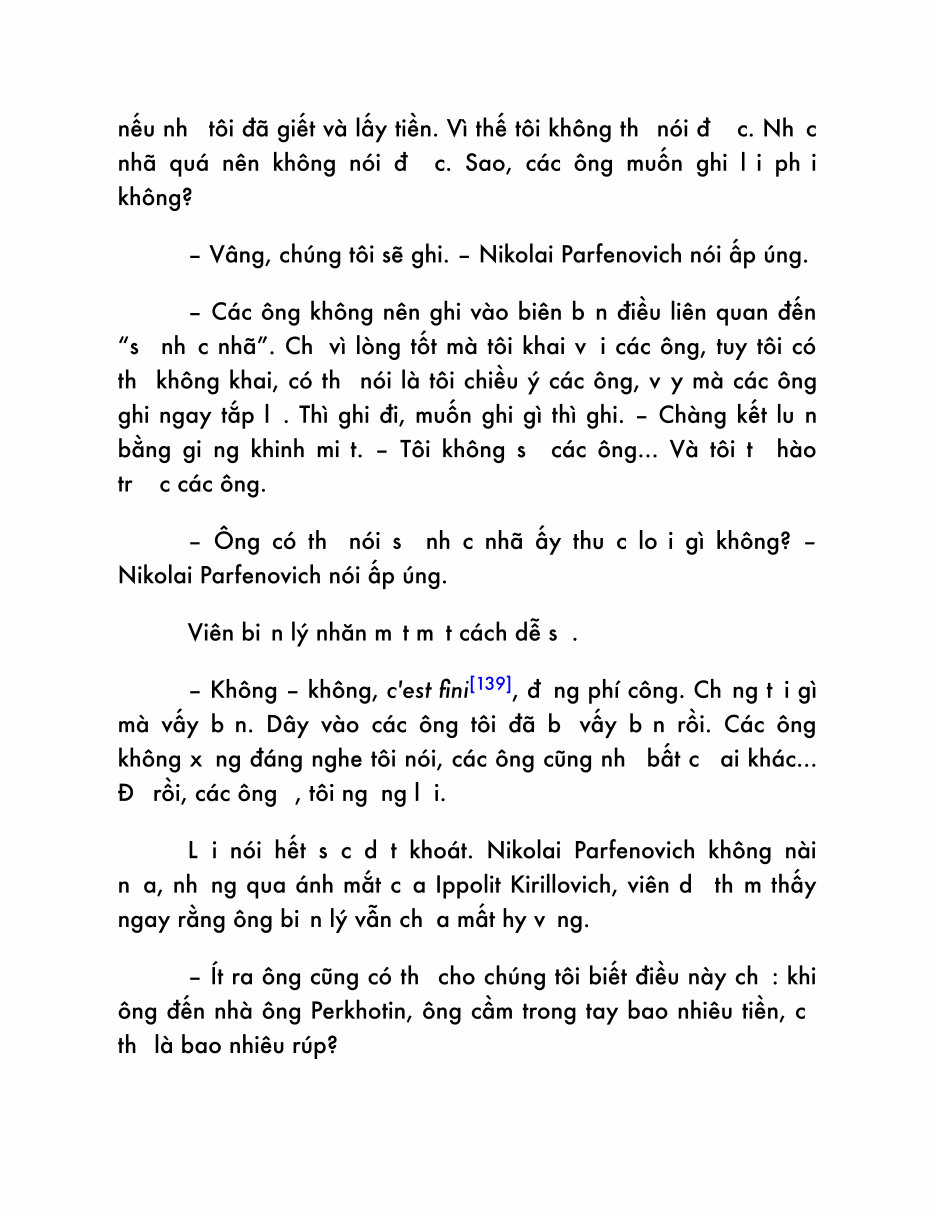 nếu nh tôi đã giết và lấy tiền. Vì thế tôi không th nói đ c. Nh c
nhã quá nên không nói đ c. Sao, các ông muốn ghi l i ph i
không?
– Vâng, chúng tôi sẽ ghi. – Nikolai Parfenovich nói ấp úng.
– Các ông không nên ghi vào biên b n điều liên quan đến
“s nh c nhã”. Ch vì lòng tốt mà tôi khai v i các ông, tuy tôi có
th không khai, có th nói là tôi chiều ý các ông, v y mà các ông
ghi ngay tắp l . Thì ghi đi, muốn ghi gì thì ghi. – Chàng kết lu n
bằng gi ng khinh mi t. – Tôi không s các ông... Và tôi t hào
tr c các ông.
– Ông có th nói s nh c nhã ấy thu c lo i gì không? –
Nikolai Parfenovich nói ấp úng.
Viên bi n lý nhăn m t m t cách dễ s .
– Không – không, c'est fini[139], đ ng phí công. Ch ng t i gì
mà vấy b n. Dây vào các ông tôi đã b vấy b n rồi. Các ông
không x ng đáng nghe tôi nói, các ông cũng nh bất c ai khác...
Đ rồi, các ông , tôi ng ng l i.
L i nói hết s c d t khoát. Nikolai Parfenovich không nài
n a, nh ng qua ánh mắt c a Ippolit Kirillovich, viên d th m thấy
ngay rằng ông bi n lý vẫn ch a mất hy v ng.
– Ít ra ông cũng có th cho chúng tôi biết điều này ch : khi
ông đến nhà ông Perkhotin, ông cầm trong tay bao nhiêu tiền, c
th là bao nhiêu rúp?